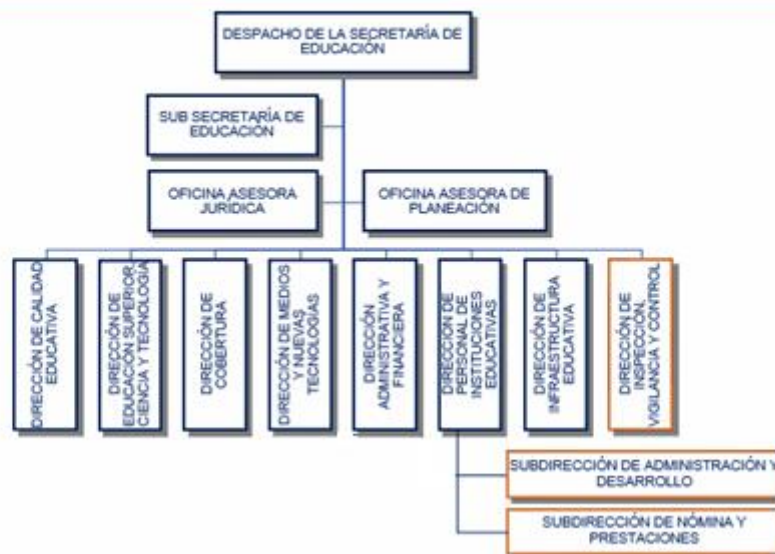 DESPACHO DE LA SECRETARÍA DE
EDUCACIÓN
SUB SECRETARÍA DE
EDUCACIÓN
OFICINA ASESORA
JURÍDICA
OFICINA ASESORA DE
PLANEACIÓN
DIRECCIÓN DE CALIDAD
EDUCATIVA
DIRECCIÓN DE
EDUCACIÓN SUPERIOR,
CIENCIA Y TECNOLOGÍA
DIRECCIÓN DE
COBERTURA
DIRECCIÓN DE MEDIOS
Y NUEVAS
TECNOLOGÍAS
DIRECCIÓN
ADMINISTRATIVA Y
FINANCIERA
DIRECCIÓN DE
PERSONAL DE
INSTITUCIONES
EDUCATIVAS
DIRECCIÓN DE
INFRAESTRUCTURA
EDUCATIVA
DIRECCIÓN DE
INSPECCIÓN,
VIGILANCIA Y CONTROL
SUBDIRECCIÓN DE ADMINISTRACIÓN Y
DESARROLLO
SUBDIRECCIÓN DE NÓMINA Y
PRESTACIONES